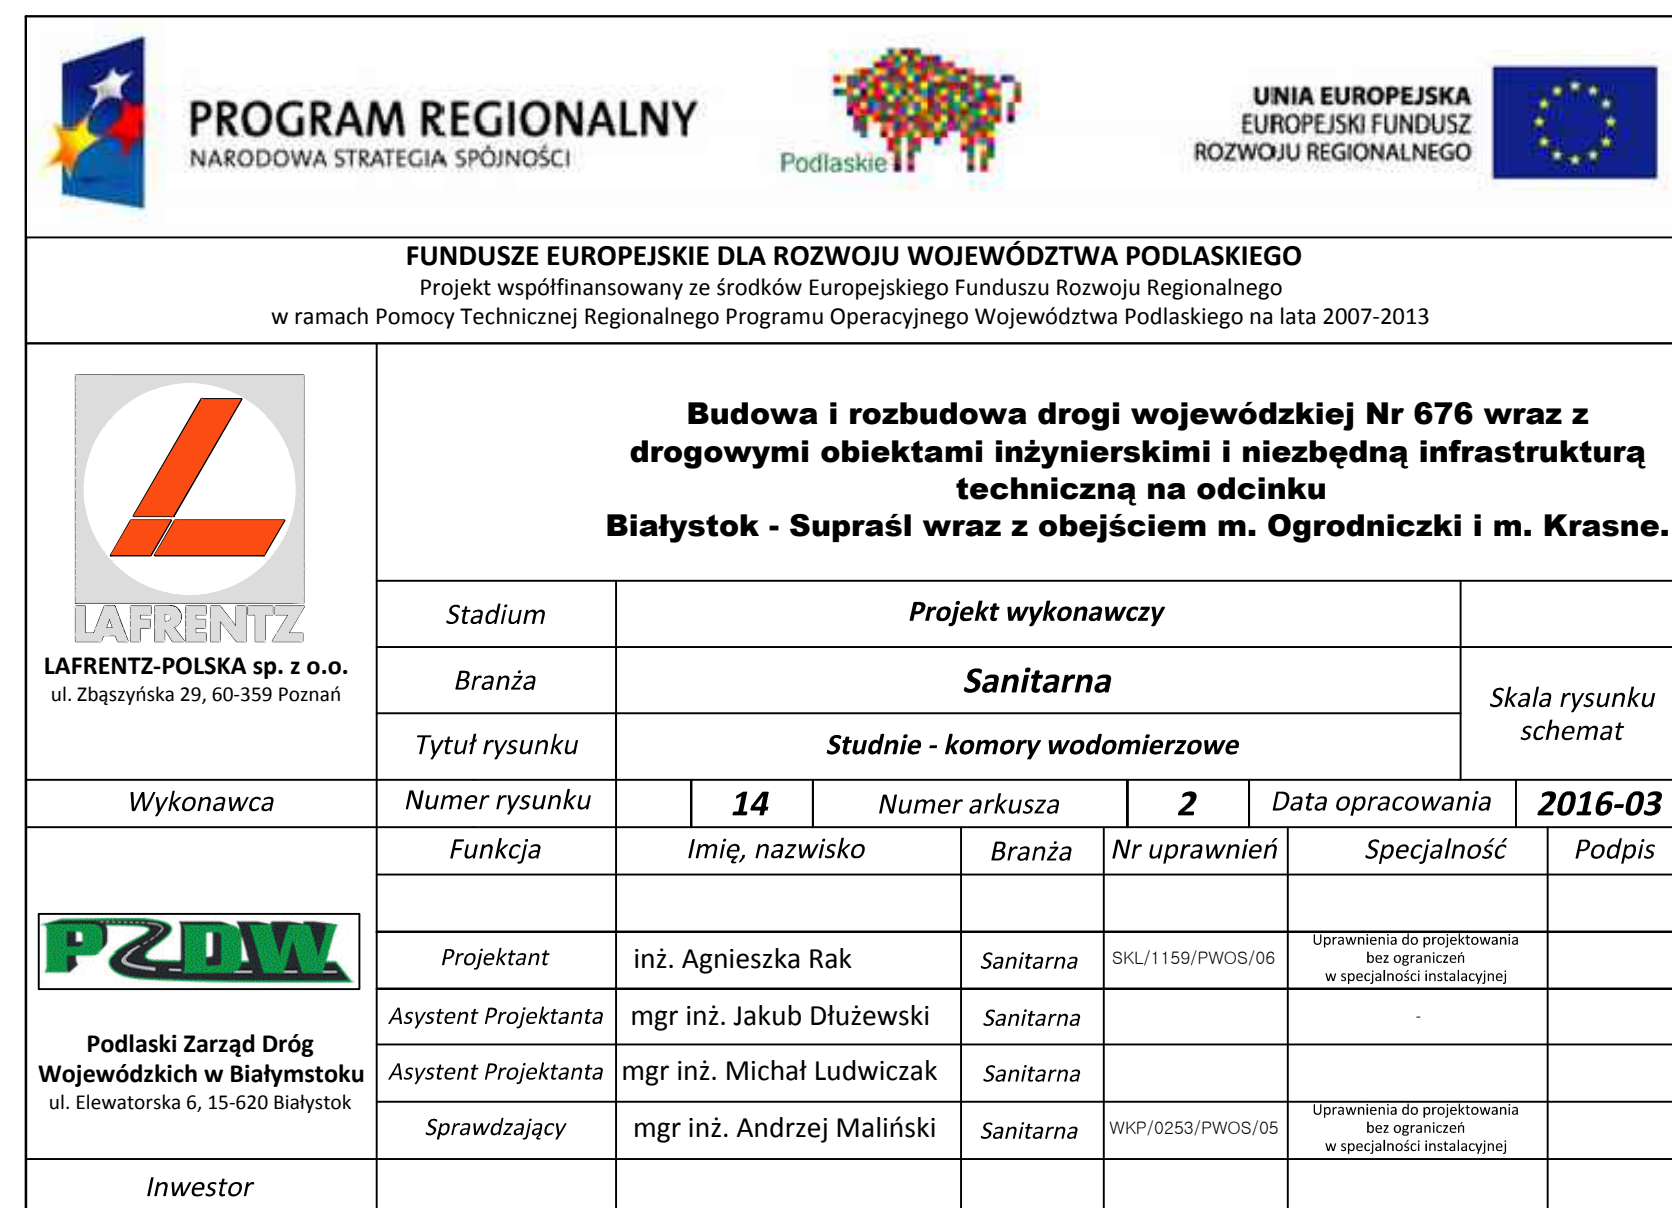 PROGRAM REGIONALNY
NARODOWA STRATEGIA SPÓJNOŚCI
Podlaskie
UNIA EUROPEJSKA
EUROPEJSKI FUNDUSZ
ROZWOJU REGIONALNEGO
FUNDUSZE EUROPEJSKIE DLA ROZWOJU WOJEWÓDZTWA PODLASKIEGO
Projekt współfinansowany ze środków Europejskiego Funduszu Rozwoju Regionalnego
w ramach Pomocy Technicznej Regionalnego Programu Operacyjnego Województwa Podlaskiego na lata 2007-2013
LAFRENTZ
LAFRENTZ-POLSKA sp. z o.o.
ul. Zbąszyńska 29, 60-359 Poznań
Budowa i rozbudowa drogi wojewódzkiej Nr 676 wraz z
drogowymi obiektami inżynierskimi i niezbędną infrastrukturą
techniczną na odcinku
Białystok - Supraśl wraz z obejściem m. Ogrodniczki i m. Krasne.
Stadium Projekt wykonawczy
Branża Sanitarna
Skala rysunku
schemat
Tytuł rysunku Studnie - komory wodomierzowe
Wykonawca Numer rysunku 14 Numer arkusza 2 Data opracowania 2016-03
Funkcja Imię, nazwisko Branża Nr uprawnień Specjalność Podpis
PZDW
Podlaski Zarząd Dróg
Wojewódzkich w Białymstoku
ul. Elewatorska 6, 15-620 Białystok
Projektant inż. Agnieszka Rak Sanitarna SKL/1159/PWOS/06 Uprawnienia do projektowania
bez ograniczeń
w specjalności instalacyjnej
Asystent Projektanta mgr inż. Jakub Dłużewski Sanitarna -
Asystent Projektanta mgr inż. Michał Ludwiczak Sanitarna
Sprawdzający mgr inż. Andrzej Maliński Sanitarna WKP/0253/PWOS/05 Uprawnienia do projektowania
bez ograniczeń
w specjalności instalacyjnej
Inwestor